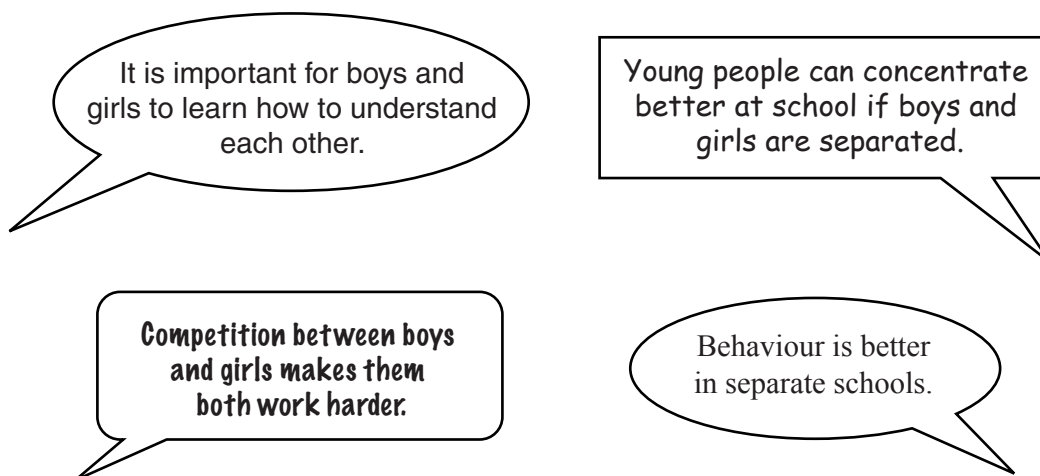 It is important for boys and
girls to learn how to understand
each other.
Young people can concentrate
better at school if boys and
girls are separated.
Competition between boys
and girls makes them
both work harder.
Behaviour is better
in separate schools.